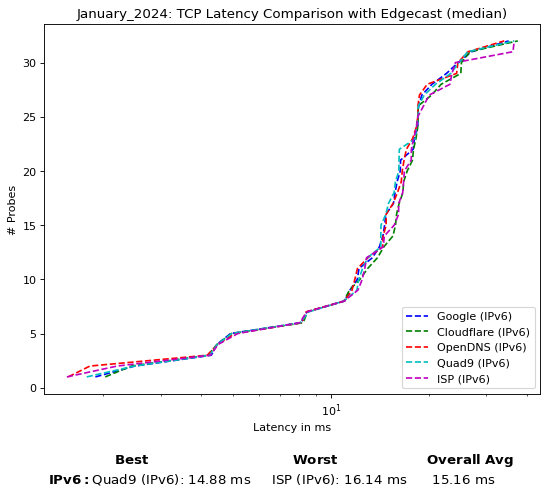 January_2024: TCP Latency Comparison with Edgecast (median)
# Probes
30
25
20
15
10
5
0
Google (IPv6)
Cloudflare (IPv6)
OpenDNS (IPv6)
Quad9 (IPv6)
ISP (IPv6)
10¹
Latency in ms
Best Worst Overall Avg
IPv6: Quad9 (IPv6): 14.88 ms ISP (IPv6): 16.14 ms 15.16 ms